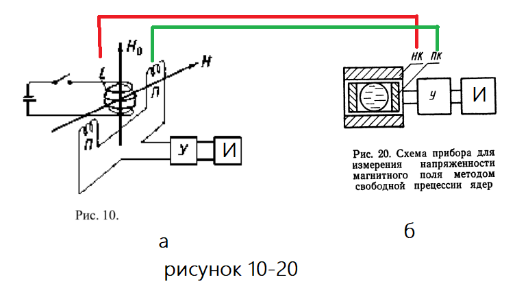 НК ПК
H₀
H
L
П
П
У И
У И
Рис. 20. Схема прибора для
измерения напряженности
магнитного поля методом
свободной прецессии ядер
Рис. 10.
а
б
рисунок 10-20